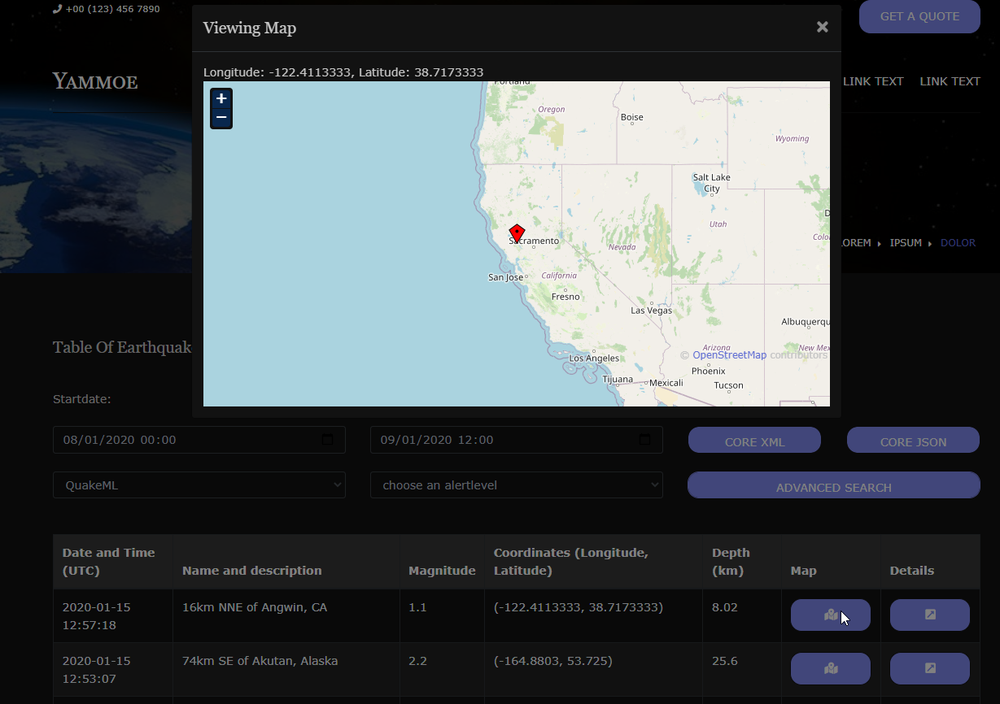 +00 (123) 456 7890
Viewing Map
×
GET A QUOTE
YAMMOE
LINK TEXT
LINK TEXT
Longitude: -122.4113333, Latitude: 38.7173333
+
−
Portland
Oregon
Boise
Wyoming
Salt Lake
City
Utah
D
Colo
Sacramento
Nevada
San Jose
California
Fresno
Las Vegas
Albuquerqu
Arizona
New Mex
Los Angeles
© OpenStreetMap contributors
Phoenix
Tijuana
Mexicali
Tucson
OREM
IPSUM
DOLOR
Table Of Earthquak
Startdate:
08/01/2020 00:00
09/01/2020 12:00
CORE XML
CORE JSON
QuakeML
choose an alertlevel
ADVANCED SEARCH
Date and Time
(UTC)
Name and description
Magnitude
Coordinates (Longitude,
Latitude)
Depth
(km)
Map
Details
2020-01-15
12:57:18
16km NNE of Angwin, CA
1.1
(-122.4113333, 38.7173333)
8.02
2020-01-15
12:53:07
74km SE of Akutan, Alaska
2.2
(-164.8803, 53.725)
25.6